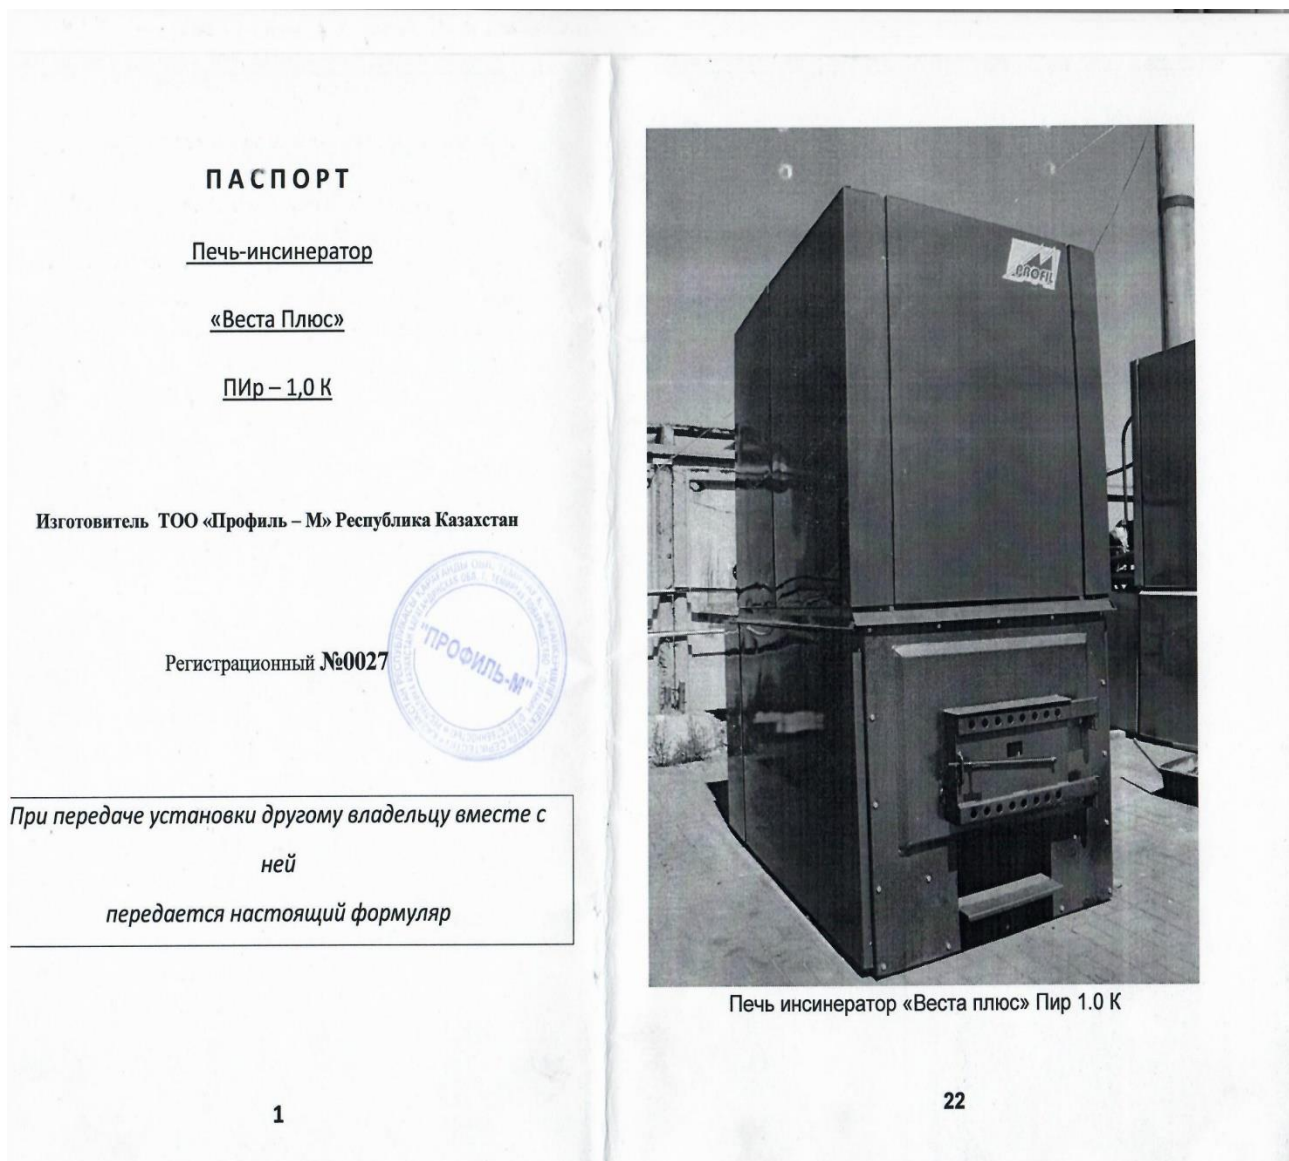 ПАСПОРТ
Печь-инсинератор
«Веста Плюс»
ПИр – 1,0 К
Изготовитель ТОО «Профиль – М» Республика Казахстан
Регистрационный №0027
"ПРОФИЛЬ-М"
При передаче установки другому владельцу вместе с
ней
передается настоящий формуляр
1
PROFIL
Печь инсинератор «Веста плюс» Пир 1.0 К
22